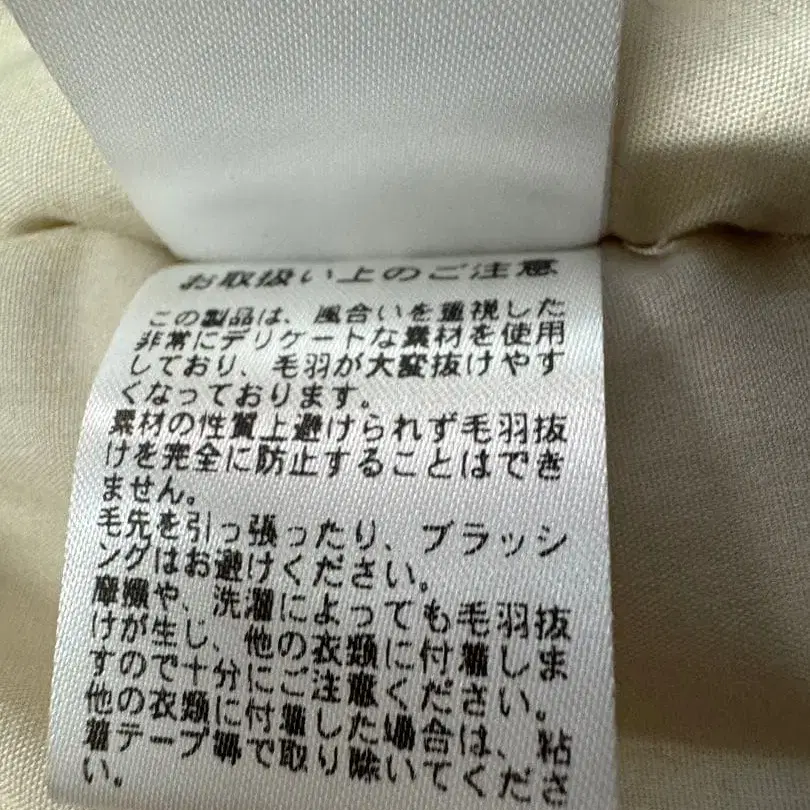 お取扱い上のご注意
この製品は、風合いを重視した
非常にデリケートな素材を使用
しており、毛羽が大変抜けやす
くなっております。
素材の性質上避けられず毛羽抜
けを完全に防止することはでき
ません。
毛先を引っ張ったり、ブラッシ
ングはお避けください。
摩擦や、洗濯によっても毛羽抜
けが生じ、他の衣類に付着しま
すので十分にご注意ください。
他の衣類に付着した場合は、粘
着テープ等で取り除いてくださ
い。